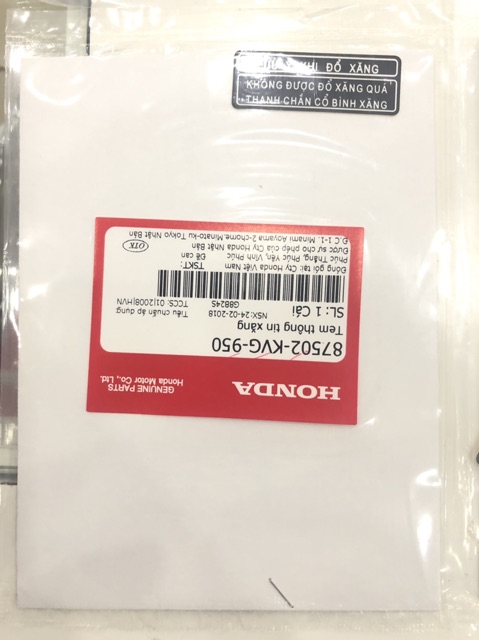 KHI ĐỔ XĂNG
KHÔNG ĐƯỢC ĐỔ XĂNG QUÁ
THANH CHẮN CỔ BÌNH XĂNG
HONDA
GENUINE PARTS
Honda Motor Co., Ltd.
87502-KVG-950
Tem thông tin xăng
SL: 1 Cái
NSX:24-02-2018
G8B24S
Tiêu chuẩn áp dụng:
TCCS: 01|2008|HVN
TSKT:
Đề can
Đóng gói tại: Cty Honda Việt Nam
Phúc Thắng, Phúc Yên, Vĩnh Phúc
Được sự cho phép của Cty Honda Nhật Bản
Đ.C 1-1, Minami Aoyama 2-chome, Minato-ku Tokyo Nhật Bản
OTK